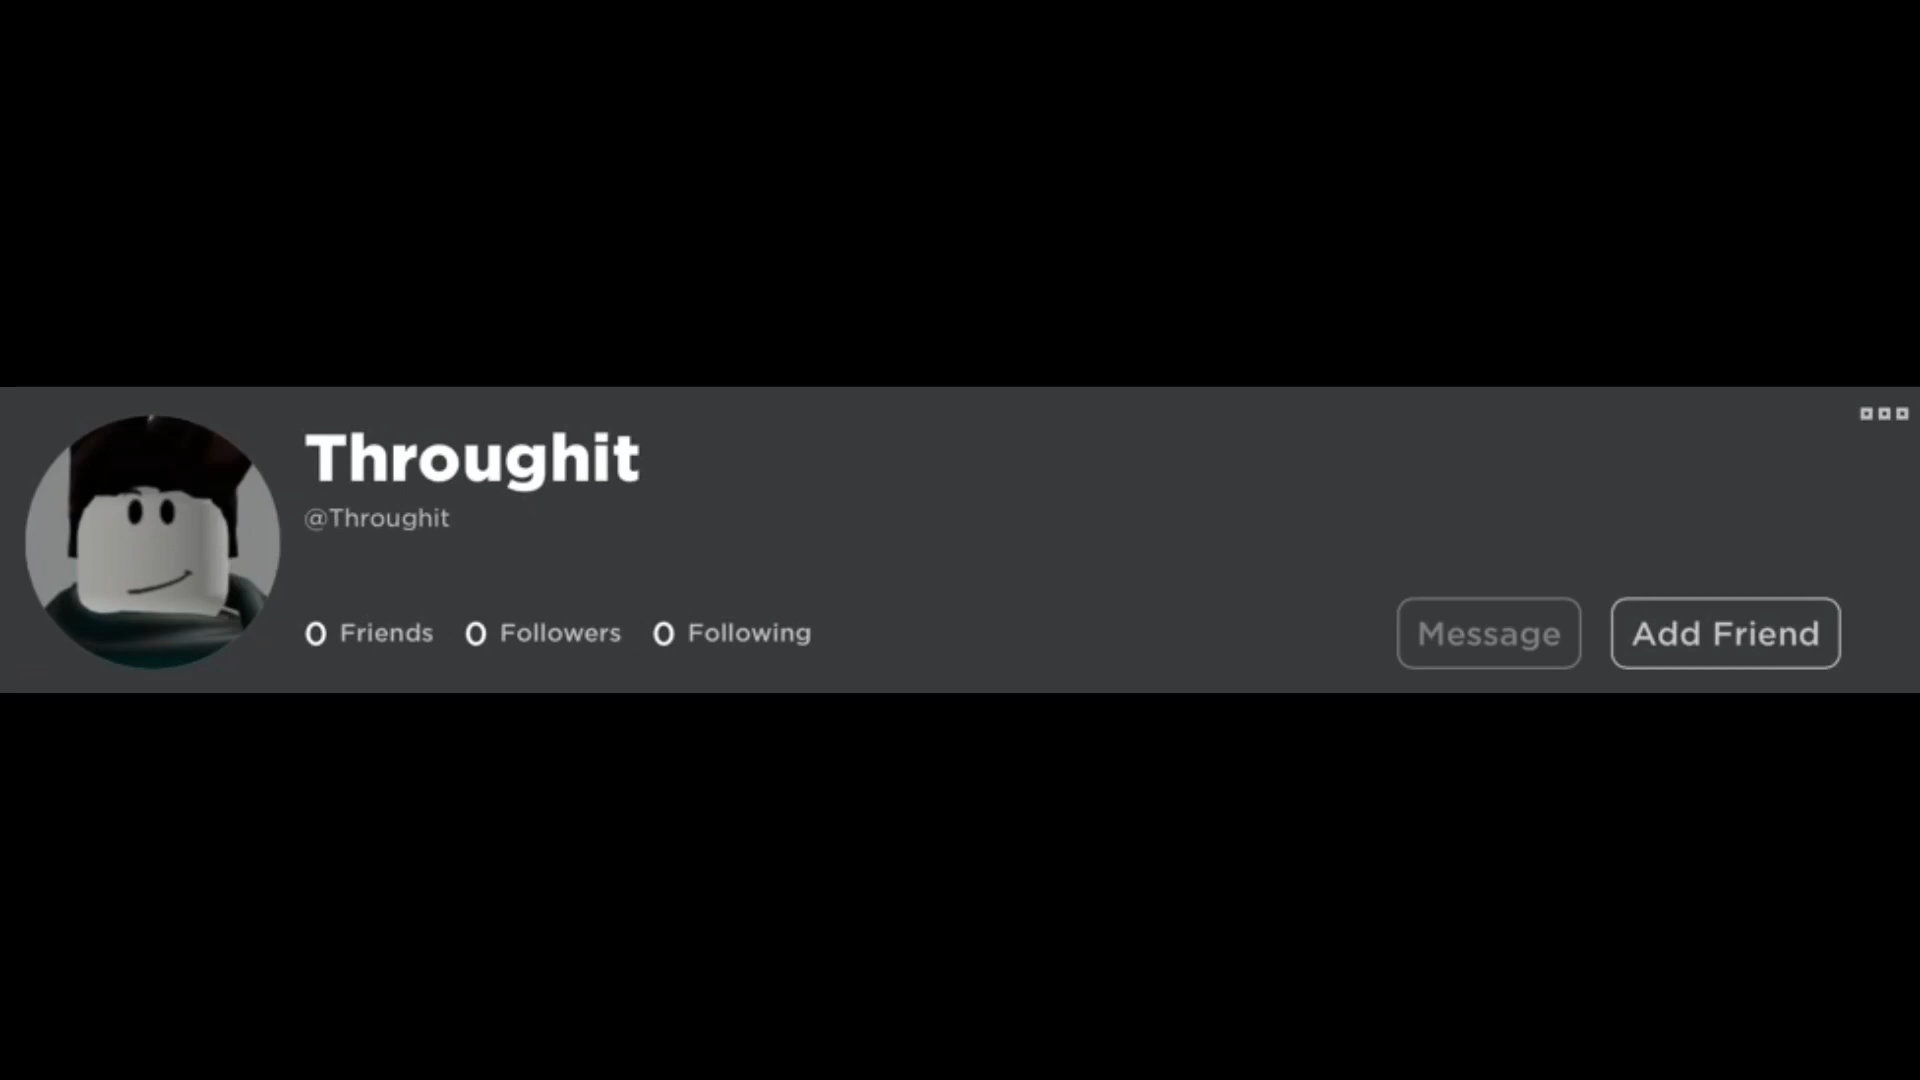 Throughit
@Throughit
0 Friends 0 Followers 0 Following
Message Add Friend